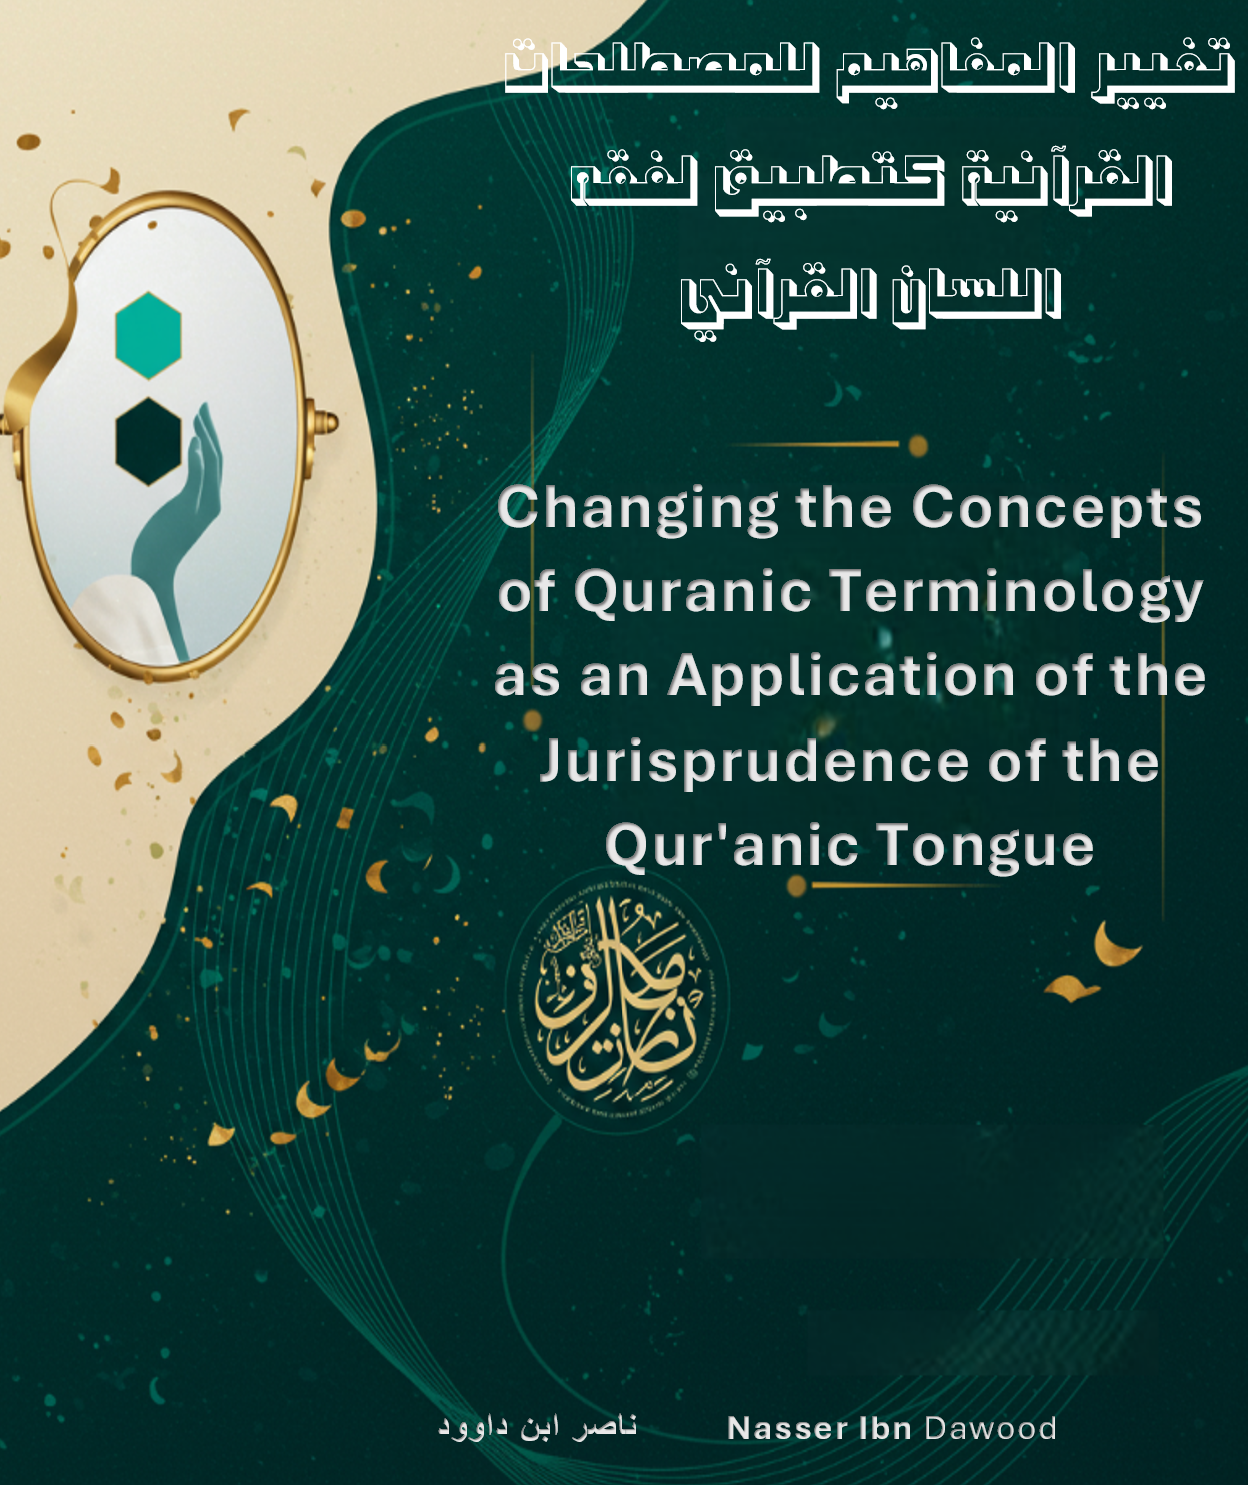 تغيير المفاهيم للمصطلحات
القرآنية كتطبيق لفقه
اللسان القرآني
Changing the Concepts
of Quranic Terminology
as an Application of the
Jurisprudence of the
Qur'anic Tongue
ناصر ابن داوود
Nasser Ibn Dawood